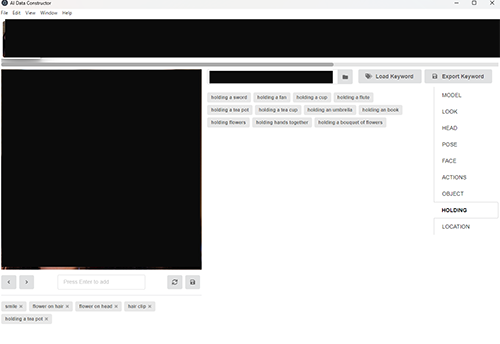 AI Data Constructor
File Edit View Window Help
Load Keyword Export Keyword
holding a sword holding a fan holding a cup holding a flute
holding a tea pot holding a tea cup holding an umbrella holding an book
holding flowers holding hands together holding a bouquet of flowers
MODEL
LOOK
HEAD
POSE
FACE
ACTIONS
OBJECT
HOLDING
LOCATION
Press Enter to add
smile × flower on hair × flower on head × hair clip ×
holding a tea pot ×